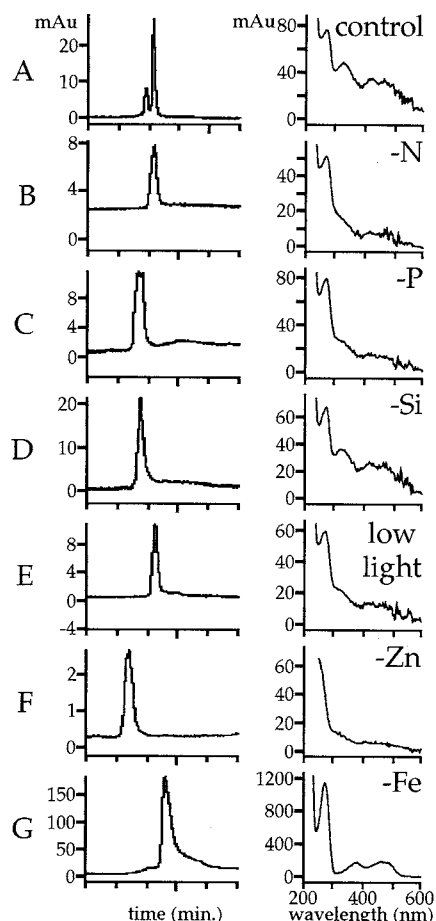 mAu mAu
20 10 0 A 80 40 0 control
8 4 0 B 40 20 0 -N
8 4 0 C 80 40 0 -P
20 10 0 D 60 40 20 0 -Si
8 4 0 -4 E 60 40 20 0 low light
2 1 0 F 60 40 20 0 -Zn
150 100 50 0 G 1200 800 400 0 -Fe
200 400 600
time (min.) wavelength (nm)